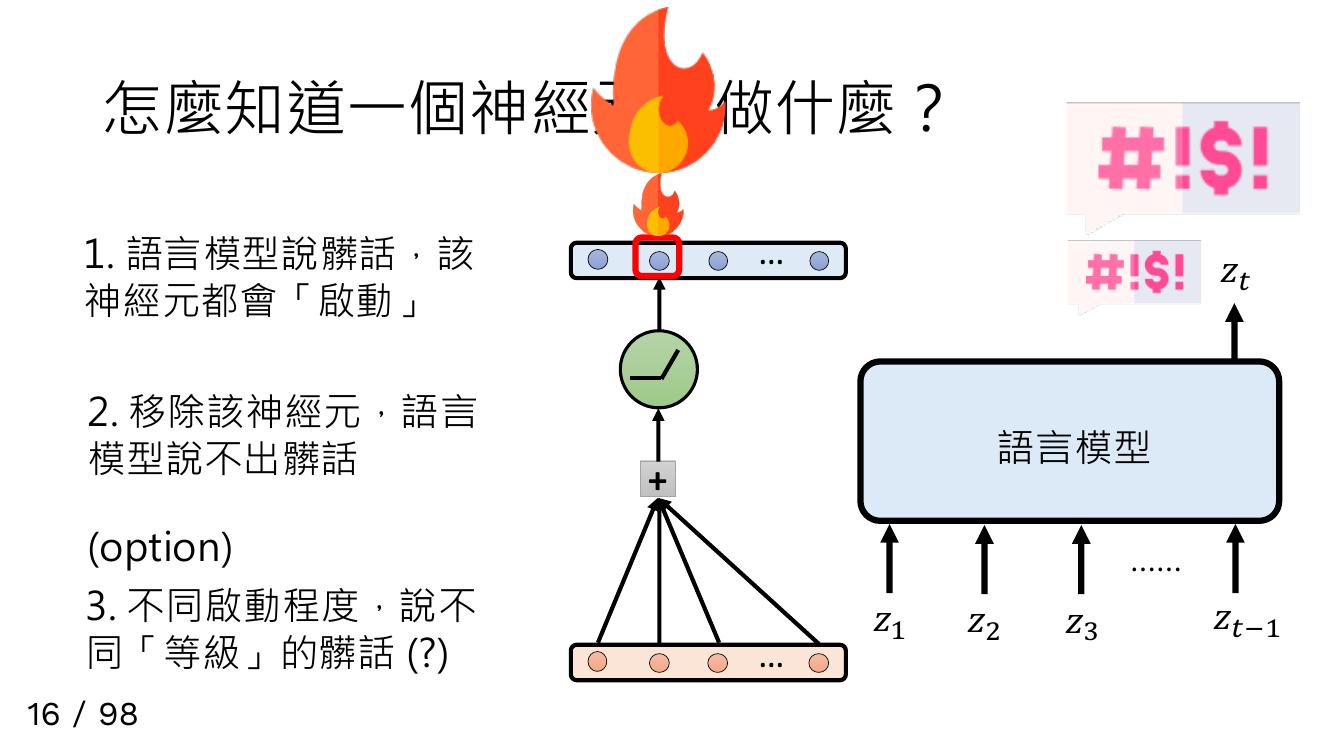 怎麼知道一個神經 做什麼？
#!$!
#!$!
1. 語言模型說髒話，該
神經元都會「啟動」
2. 移除該神經元，語言
模型說不出髒話
(option)
3. 不同啟動程度，說不
同「等級」的髒話 (?)
...
+
...
z_t
語言模型
......
z_1 z_2 z_3 z_{t−1}
16 / 98